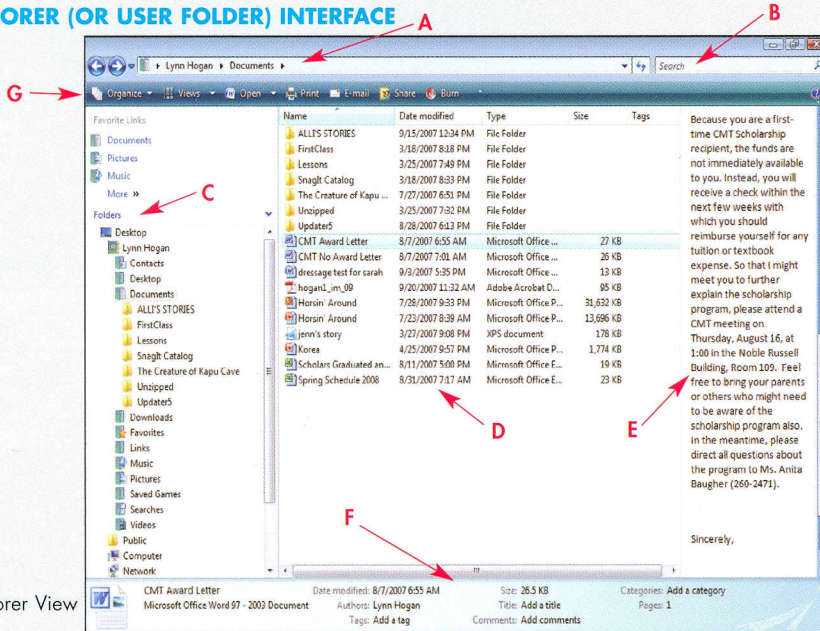 ORER (OR USER FOLDER) INTERFACE
A
B
Lynn Hogan Documents
Search
G
Organize Views Open Print E-mail Share Burn
Favorite Links
Documents
Pictures
Music
More »
C
Folders
Desktop
Lynn Hogan
Contacts
Desktop
Documents
ALLI'S STORIES
FirstClass
Lessons
SnagIt Catalog
The Creature of Kapu Cave
Unzipped
Updater5
Downloads
Favorites
Links
Music
Pictures
Saved Games
Searches
Videos
Public
Computer
Network
Name Date modified Type Size Tags
ALLI'S STORIES 9/15/2007 12:34 PM File Folder
FirstClass 3/18/2007 8:18 PM File Folder
Lessons 3/25/2007 7:49 PM File Folder
SnagIt Catalog 3/18/2007 8:33 PM File Folder
The Creature of Kapu ... 7/27/2007 6:51 PM File Folder
Unzipped 3/25/2007 7:32 PM File Folder
Updater5 8/28/2007 6:13 PM File Folder
CMT Award Letter 8/7/2007 6:55 AM Microsoft Office ... 27 KB
CMT No Award Letter 8/7/2007 7:01 AM Microsoft Office ... 26 KB
dressage test for sarah 9/3/2007 5:35 PM Microsoft Office ... 13 KB
hogan1_im_09 9/20/2007 11:32 AM Adobe Acrobat D... 95 KB
Horsin' Around 7/28/2007 9:33 PM Microsoft Office P... 31,632 KB
Horsin' Around 7/23/2007 8:39 AM Microsoft Office P... 13,696 KB
jenn's story 3/27/2007 9:08 PM XPS document 178 KB
Korea 4/25/2007 9:57 PM Microsoft Office P... 1,774 KB
Scholars Graduated an... 8/11/2007 5:00 PM Microsoft Office E... 19 KB
Spring Schedule 2008 8/31/2007 7:17 AM Microsoft Office E... 23 KB
D
E
Because you are a first-
time CMT Scholarship
recipient, the funds are
not immediately available
to you. Instead, you will
receive a check within the
next few weeks with
which you should
reimburse yourself for any
tuition or textbook
expense. So that I might
meet you to further
explain the scholarship
program, please attend a
CMT meeting on
Thursday, August 16, at
1:00 in the Noble Russell
Building, Room 109. Feel
free to bring your parents
or others who might need
to be aware of the
scholarship program also.
In the meantime, please
direct all questions about
the program to Ms. Anita
Baugher (260-2471).
Sincerely,
F
orer View
CMT Award Letter Date modified: 8/7/2007 6:55 AM Size: 26.5 KB Categories: Add a category
Microsoft Office Word 97 - 2003 Document Authors: Lynn Hogan Title: Add a title Pages: 1
Tags: Add a tag Comments: Add comments